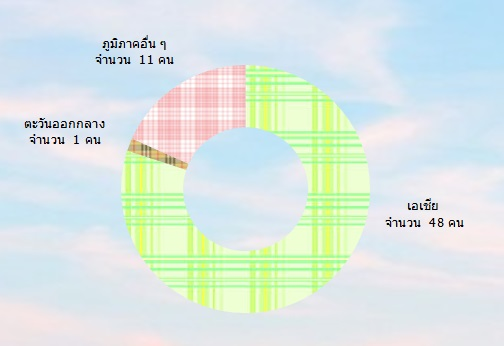 ภูมิภาคอื่น ๆ
จำนวน 11 คน
ตะวันออกกลาง
จำนวน 1 คน
เอเชีย
จำนวน 48 คน